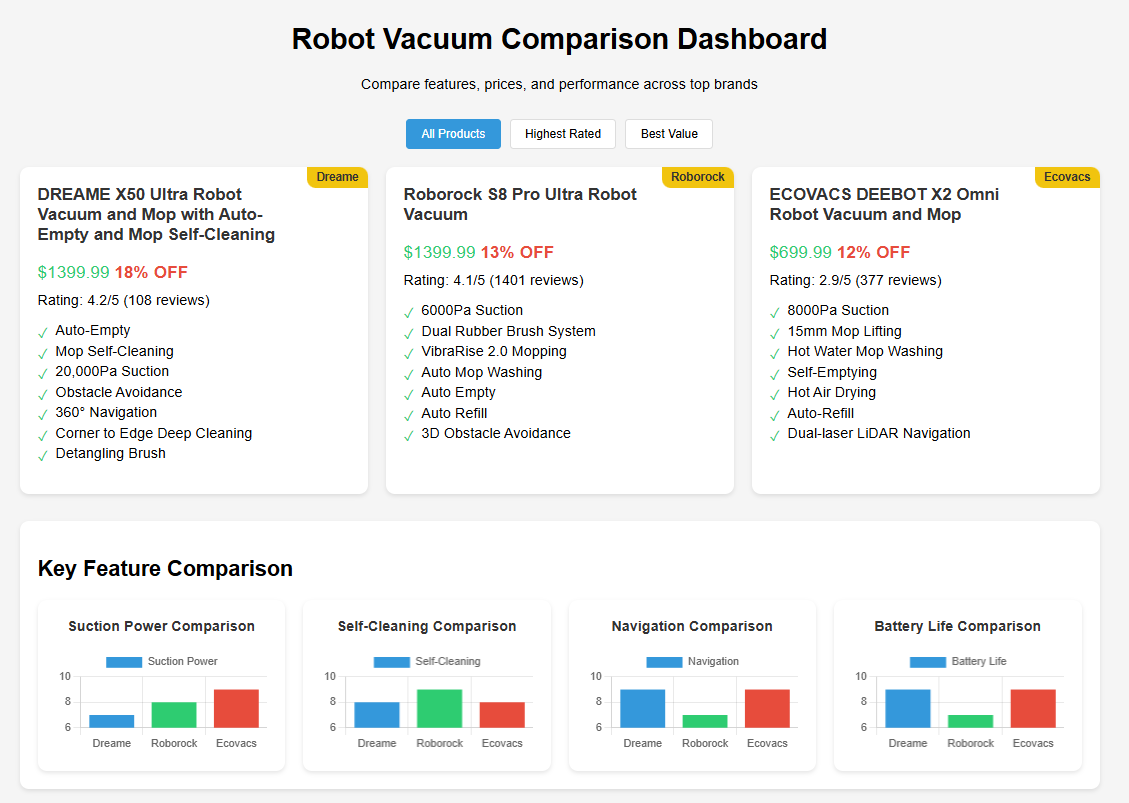 Robot Vacuum Comparison Dashboard
Compare features, prices, and performance across top brands
All Products
Highest Rated
Best Value
Dreame
DREAME X50 Ultra Robot
Vacuum and Mop with Auto-
Empty and Mop Self-Cleaning
$1399.99 18% OFF
Rating: 4.2/5 (108 reviews)
✓ Auto-Empty
✓ Mop Self-Cleaning
✓ 20,000Pa Suction
✓ Obstacle Avoidance
✓ 360° Navigation
✓ Corner to Edge Deep Cleaning
✓ Detangling Brush
Roborock
Roborock S8 Pro Ultra Robot
Vacuum
$1399.99 13% OFF
Rating: 4.1/5 (1401 reviews)
✓ 6000Pa Suction
✓ Dual Rubber Brush System
✓ VibraRise 2.0 Mopping
✓ Auto Mop Washing
✓ Auto Empty
✓ Auto Refill
✓ 3D Obstacle Avoidance
Ecovacs
ECOVACS DEEBOT X2 Omni
Robot Vacuum and Mop
$699.99 12% OFF
Rating: 2.9/5 (377 reviews)
✓ 8000Pa Suction
✓ 15mm Mop Lifting
✓ Hot Water Mop Washing
✓ Self-Emptying
✓ Hot Air Drying
✓ Auto-Refill
✓ Dual-laser LiDAR Navigation
Key Feature Comparison
Suction Power Comparison
Suction Power
10
8
6
Dreame Roborock Ecovacs
Self-Cleaning Comparison
Self-Cleaning
10
8
6
Dreame Roborock Ecovacs
Navigation Comparison
Navigation
10
8
6
Dreame Roborock Ecovacs
Battery Life Comparison
Battery Life
10
8
6
Dreame Roborock Ecovacs